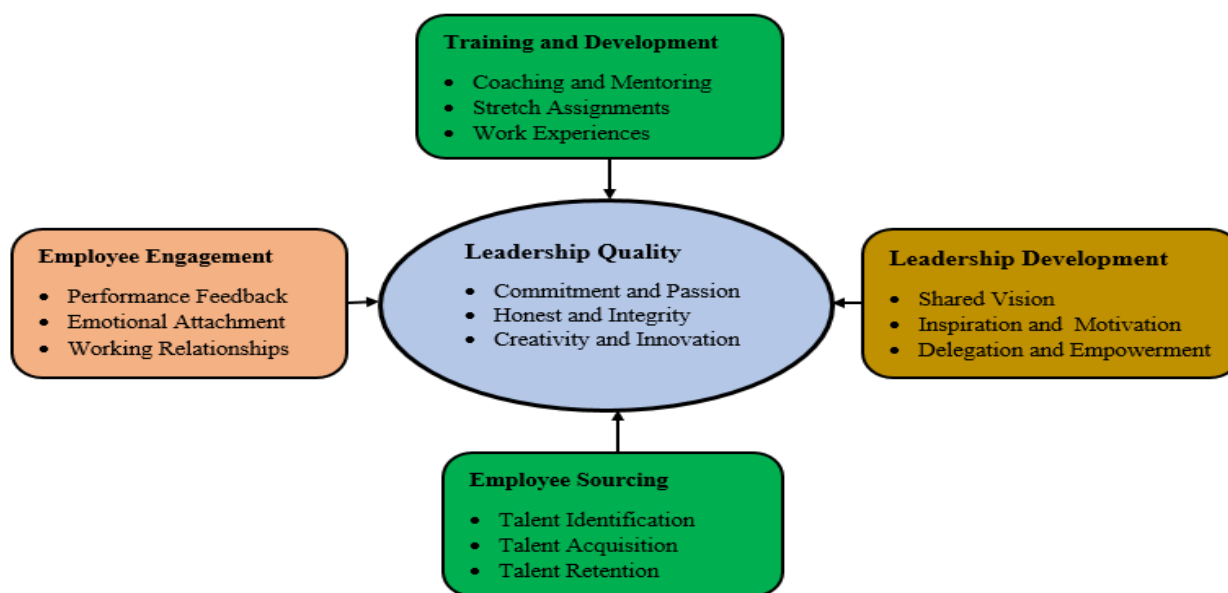 Training and Development
• Coaching and Mentoring
• Stretch Assignments
• Work Experiences
Employee Engagement
• Performance Feedback
• Emotional Attachment
• Working Relationships
Leadership Quality
• Commitment and Passion
• Honest and Integrity
• Creativity and Innovation
Leadership Development
• Shared Vision
• Inspiration and Motivation
• Delegation and Empowerment
Employee Sourcing
• Talent Identification
• Talent Acquisition
• Talent Retention